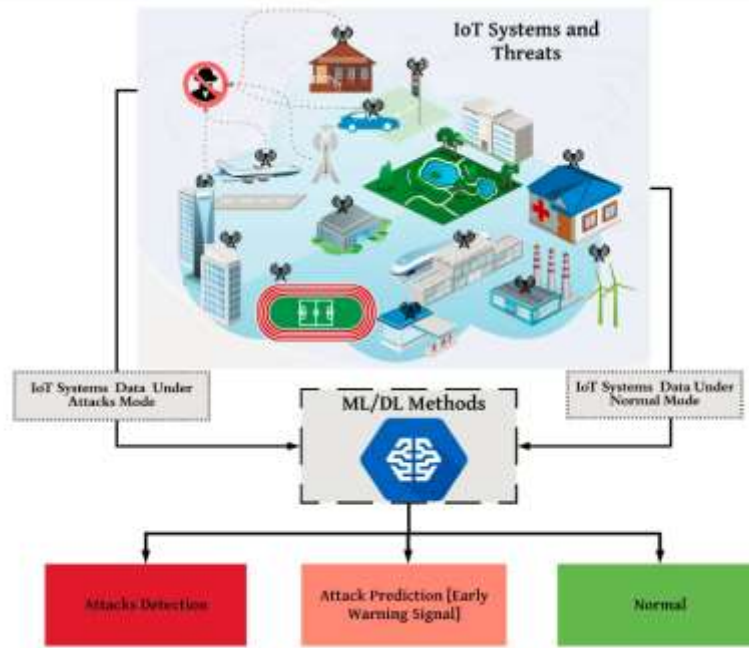 IoT Systems and
Threats
IoT Systems Data Under
Attacks Mode
IoT Systems Data Under
Normal Mode
ML/DL Methods
Attacks Detection
Attack Prediction [Early
Warning Signal]
Normal